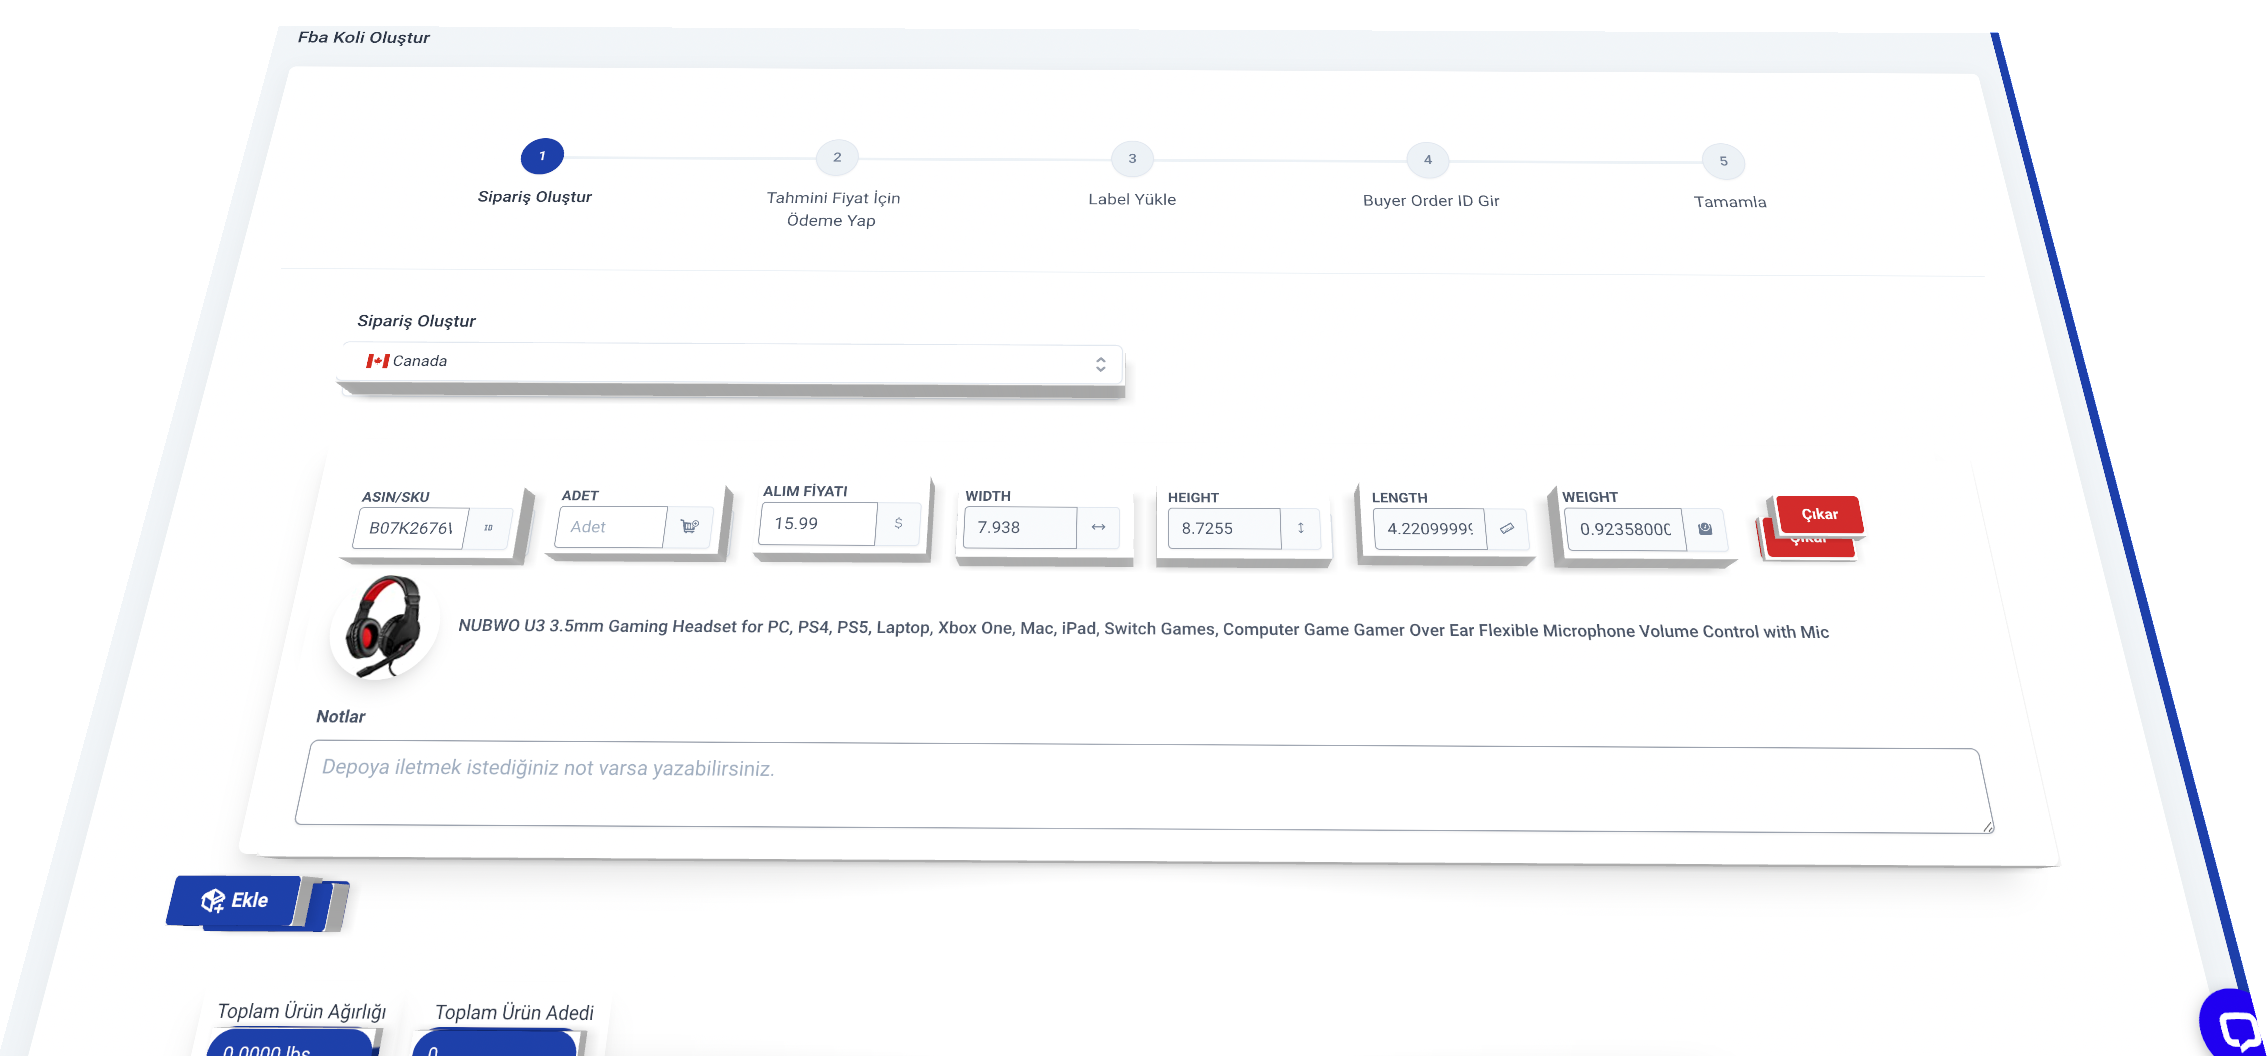 Fba Koli Oluştur
1 2 3 4 5
Sipariş Oluştur
Tahmini Fiyat İçin
Ödeme Yap
Label Yükle
Buyer Order ID Gir
Tamamla
Sipariş Oluştur
Canada
ASIN/SKU ADET ALIM FİYATI WIDTH HEIGHT LENGTH WEIGHT
B07K2676 ID Adet 15.99 $ 7.938 8.7255 4.2209999 0.92358000 Çıkar
Çıkar
NUBWO U3 3.5mm Gaming Headset for PC, PS4, PS5, Laptop, Xbox One, Mac, iPad, Switch Games, Computer Game Gamer Over Ear Flexible Microphone Volume Control with Mic
Notlar
Depoya iletmek istediğiniz not varsa yazabilirsiniz.
Ekle
Toplam Ürün Ağırlığı Toplam Ürün Adedi
0.0000 lbs 0